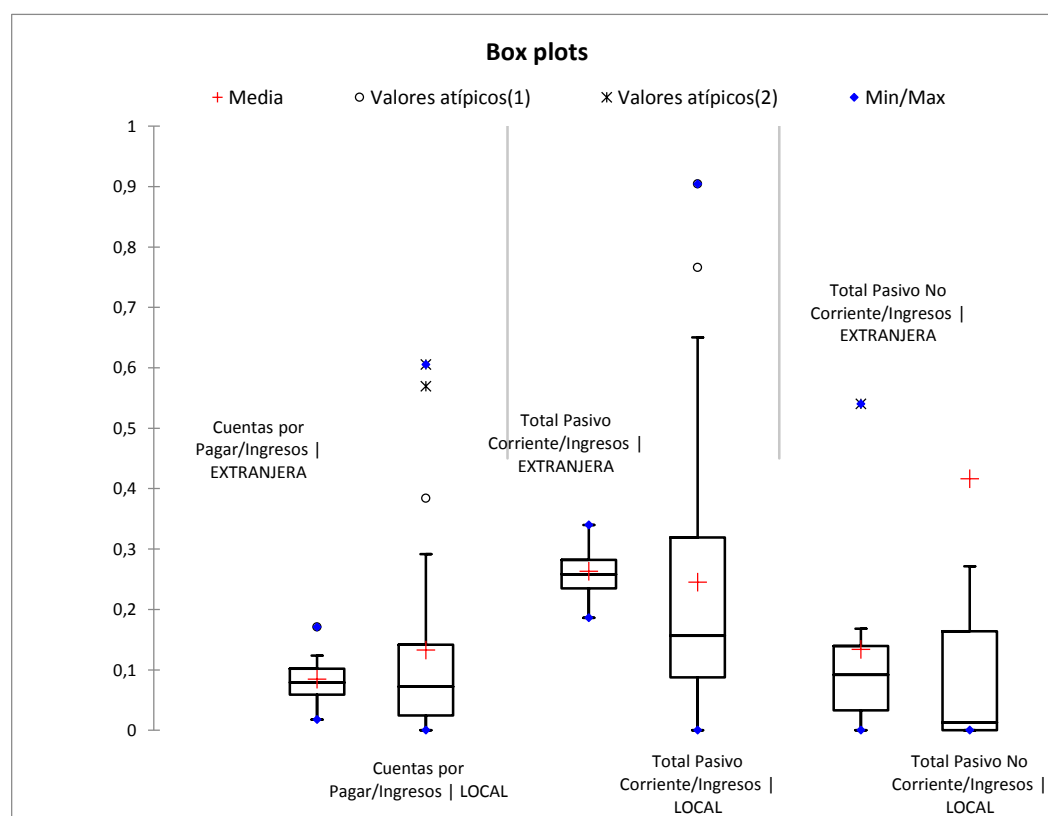 Box plots
Media
Valores atípicos(1)
Valores atípicos(2)
Min/Max
1
0,9
0,8
0,7
0,6
0,5
0,4
0,3
0,2
0,1
0
Cuentas por
Pagar/Ingresos |
EXTRANJERA
Cuentas por
Pagar/Ingresos | LOCAL
Total Pasivo
Corriente/Ingresos |
EXTRANJERA
Total Pasivo
Corriente/Ingresos |
LOCAL
Total Pasivo No
Corriente/Ingresos |
EXTRANJERA
Total Pasivo No
Corriente/Ingresos |
LOCAL